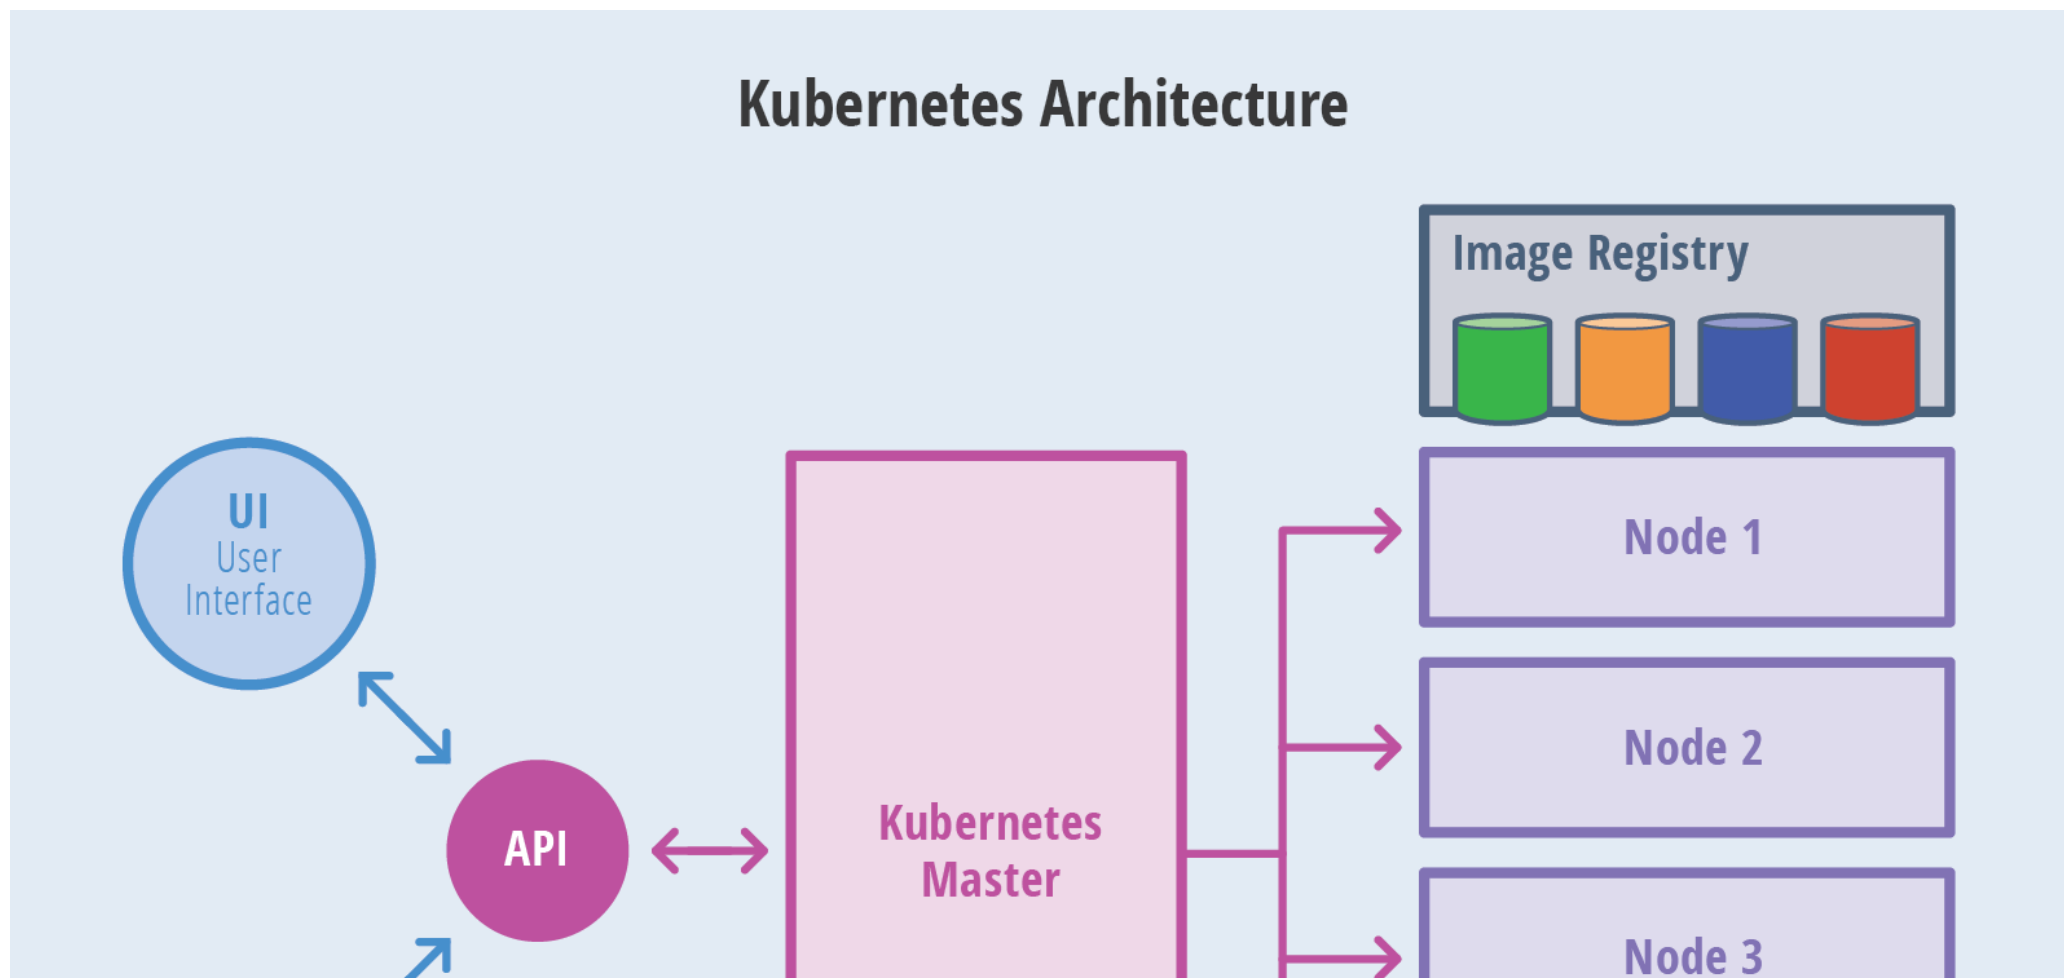 Kubernetes Architecture
Image Registry
UI
User
Interface
API
Kubernetes
Master
Node 1
Node 2
Node 3